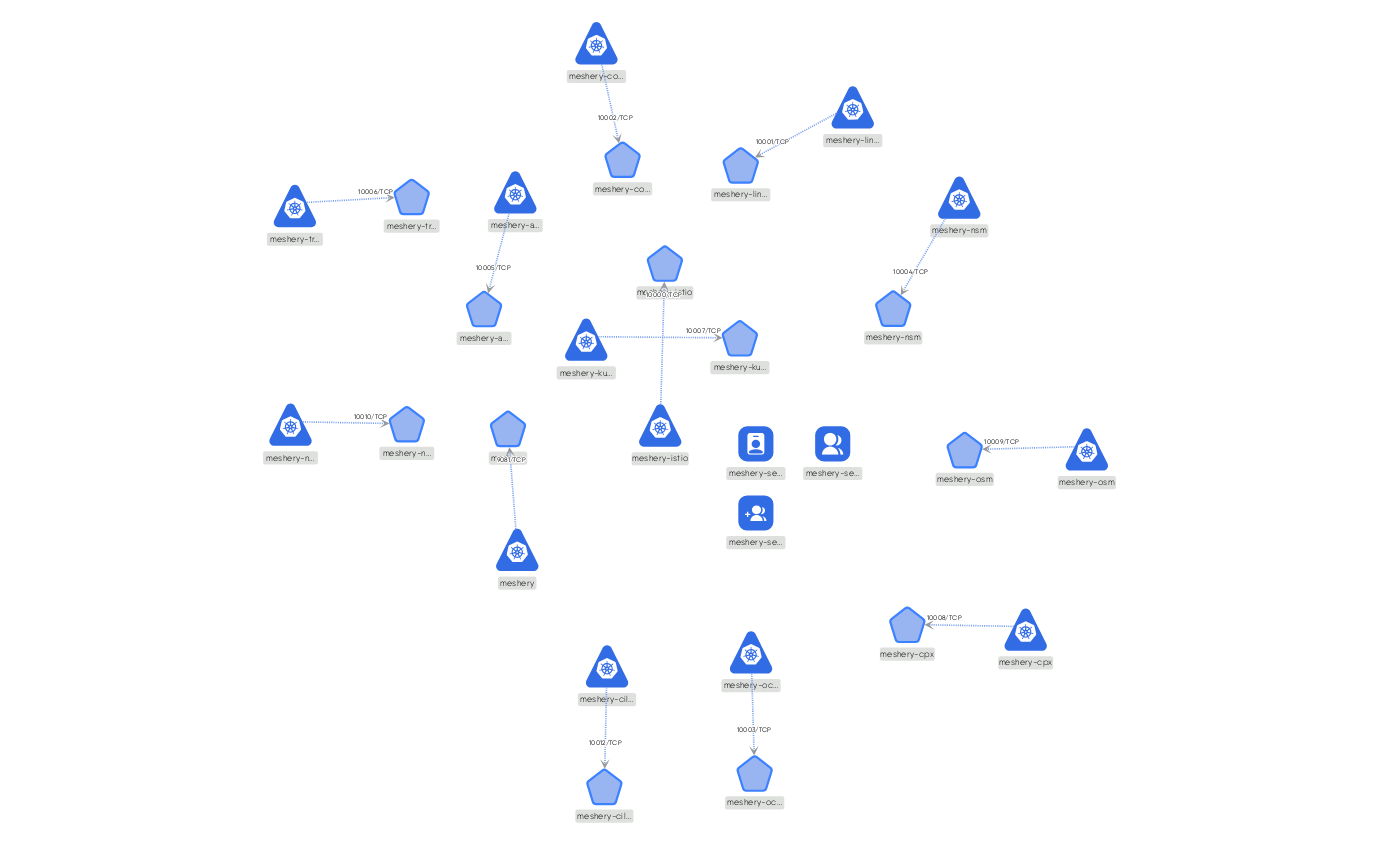 meshery-co...
10002/TCP
meshery-co...
meshery-lin...
10001/TCP
meshery-lin...
meshery-tr...
10006/TCP
meshery-tr...
meshery-a...
10005/TCP
meshery-a...
meshery-nsm
10004/TCP
meshery-nsm
10000/TCP
meshery-ku...
10007/TCP
meshery-ku...
meshery-istio
meshery-n...
10010/TCP
meshery-n...
9081/TCP
meshery
meshery-se...
meshery-se...
meshery-se...
meshery-osm
10009/TCP
meshery-osm
meshery-cpx
10008/TCP
meshery-cpx
meshery-cil...
10012/TCP
meshery-cil...
meshery-oc...
10003/TCP
meshery-oc...